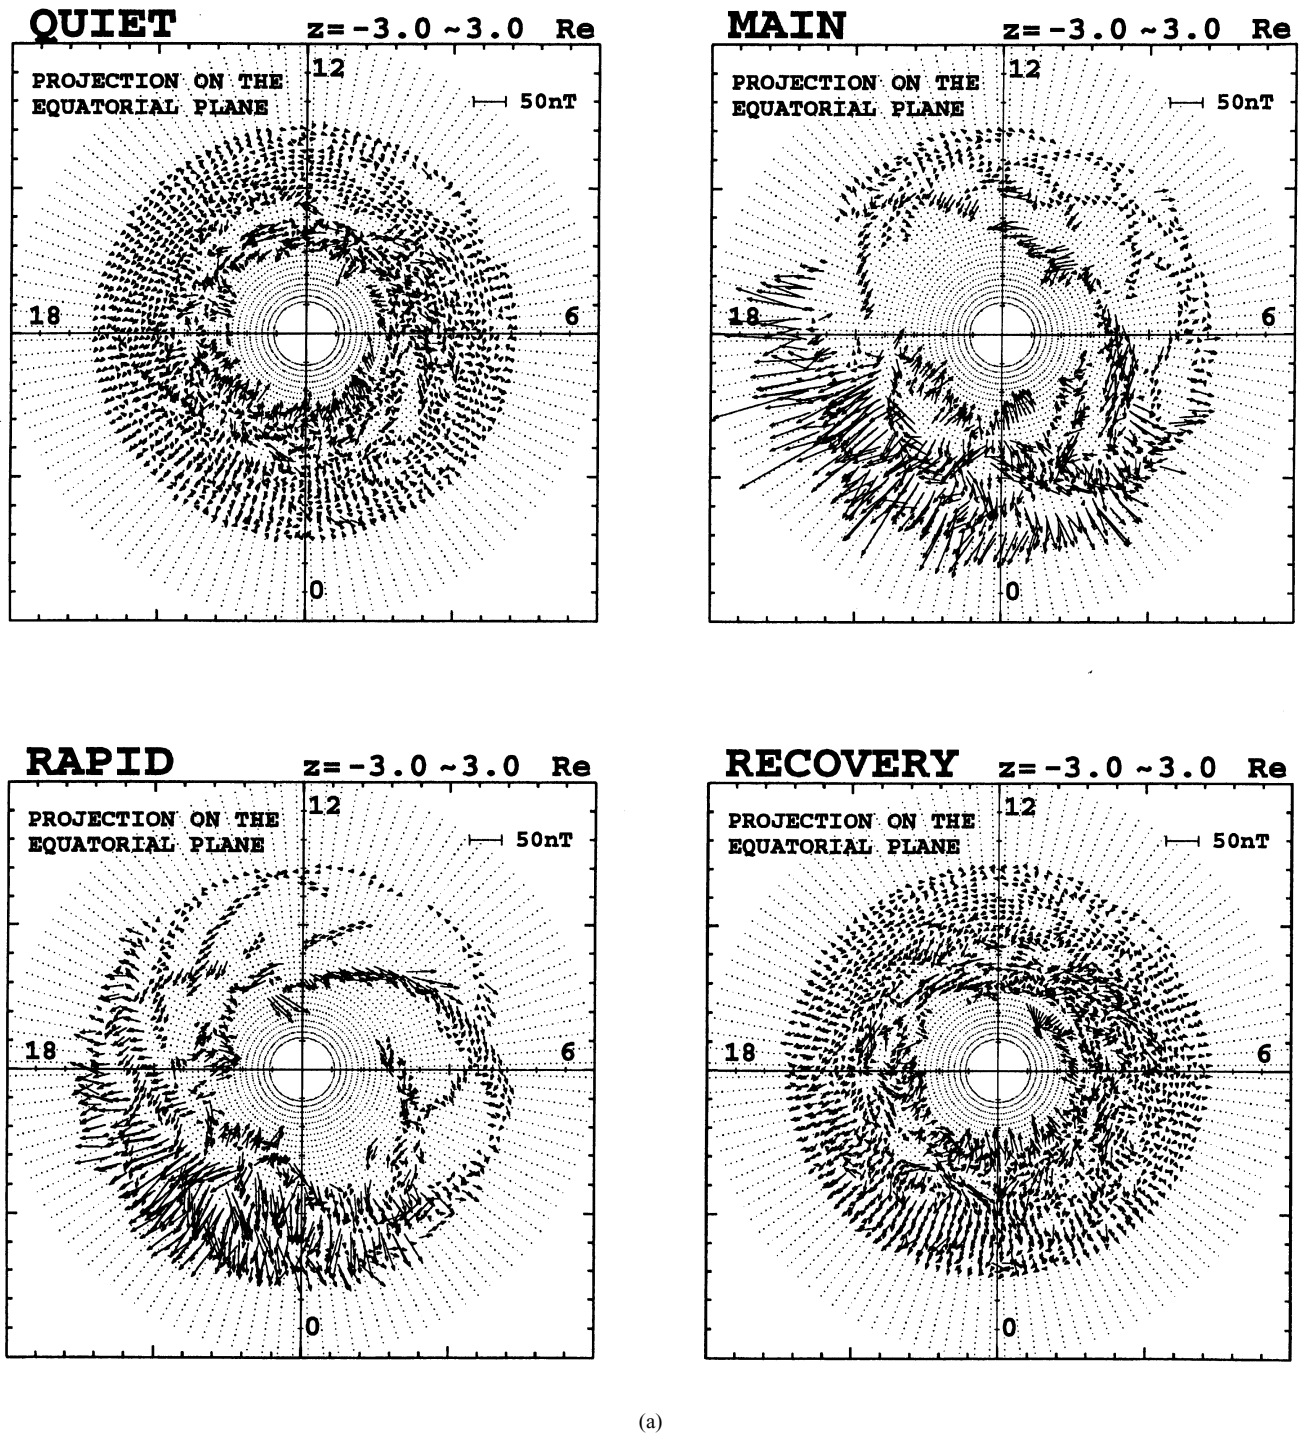 QUIET z= -3.0 ~3.0 Re
PROJECTION ON THE
EQUATORIAL PLANE
12
50nT
18
6
0
MAIN z= -3.0 ~3.0 Re
PROJECTION ON THE
EQUATORIAL PLANE
12
50nT
18
6
0
RAPID z= -3.0 ~3.0 Re
PROJECTION ON THE
EQUATORIAL PLANE
12
50nT
18
6
0
RECOVERY z= -3.0 ~3.0 Re
PROJECTION ON THE
EQUATORIAL PLANE
12
50nT
18
6
0
(a)